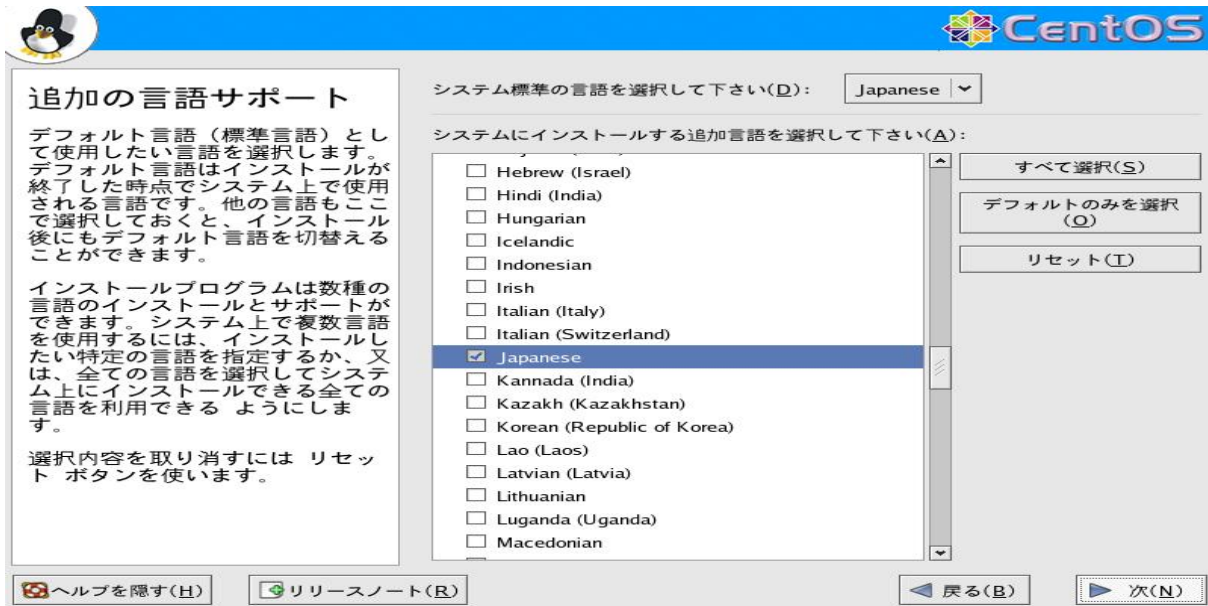 CentOS
追加の言語サポート
デフォルト言語（標準言語）とし
て使用したい言語を選択します。
デフォルト言語はインストールが
終了した時点でシステム上で使用
される言語です。他の言語もここ
で選択しておくと、インストール
後にもデフォルト言語を切替える
ことができます。
インストールプログラムは数種の
言語のインストールとサポートが
できます。システム上で複数言語
を使用するには、インストールし
たい特定の言語を指定するか、又
は、全ての言語を選択してシステ
ム上にインストールできる全ての
言語を利用できる ようにしま
す。
選択内容を取り消すには リセッ
ト ボタンを使います。
システム標準の言語を選択して下さい(D): Japanese
システムにインストールする追加言語を選択して下さい(A):
Hebrew (Israel)
Hindi (India)
Hungarian
Icelandic
Indonesian
Irish
Italian (Italy)
Italian (Switzerland)
Japanese
Kannada (India)
Kazakh (Kazakhstan)
Korean (Republic of Korea)
Lao (Laos)
Latvian (Latvia)
Lithuanian
Luganda (Uganda)
Macedonian
すべて選択(S)
デフォルトのみを選択
(O)
リセット(T)
ヘルプを隠す(H)
リリースノート(R)
戻る(B)
次(N)